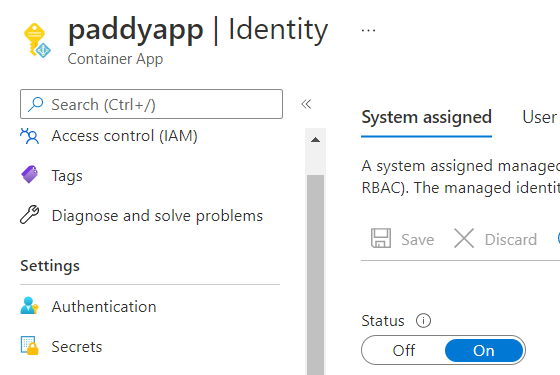 paddyapp | Identity ...
Container App
Search (Ctrl+/)
«
Access control (IAM)
Tags
Diagnose and solve problems
Settings
Authentication
Secrets
System assigned User
A system assigned managed
RBAC). The managed identit
Save Discard
Status
Off On